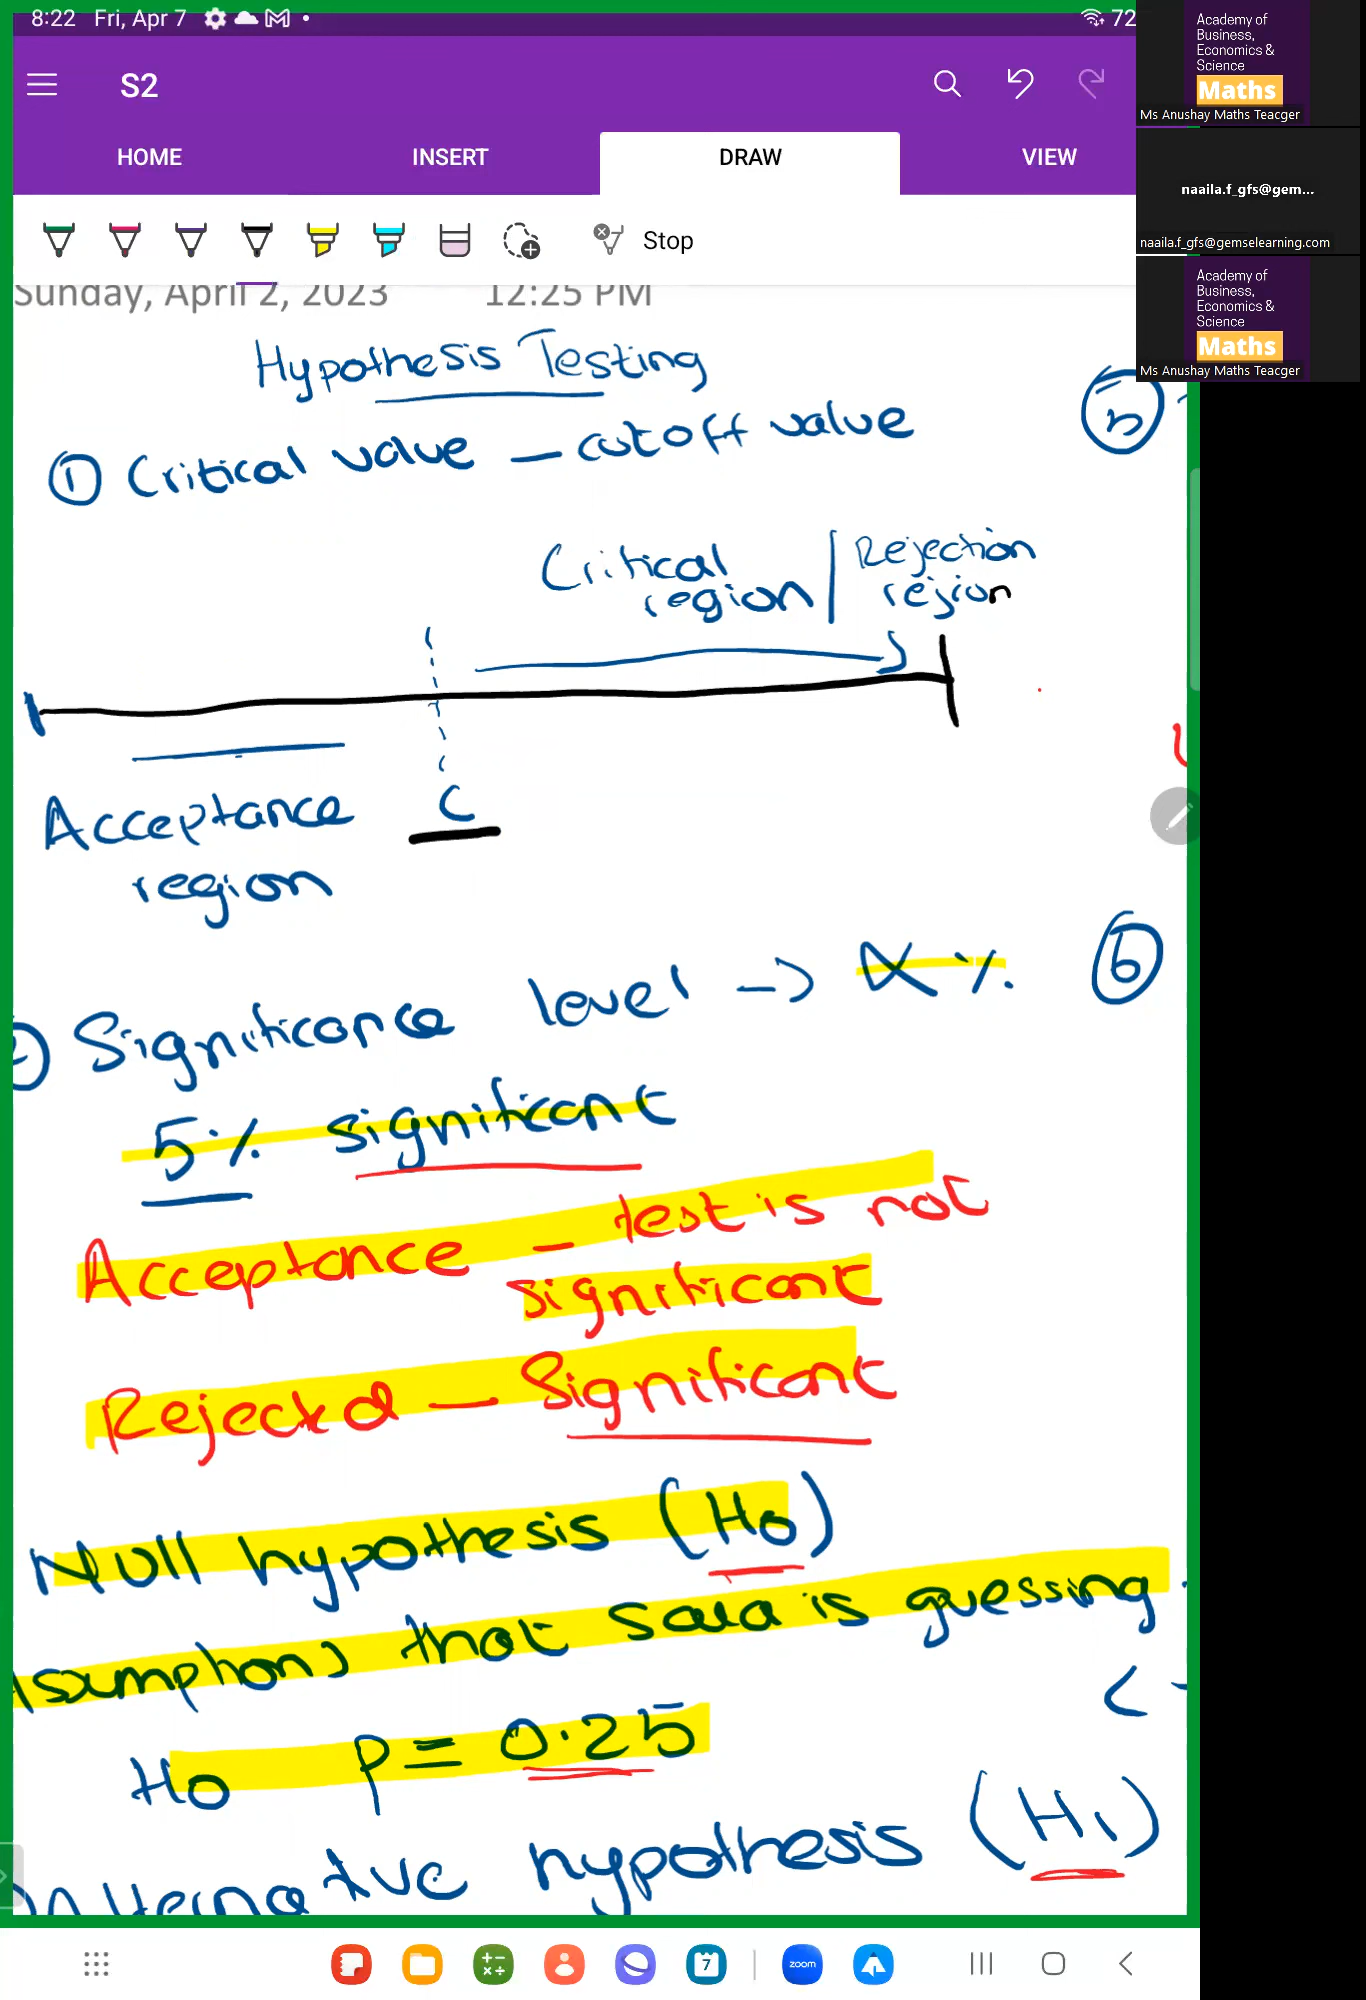 8:22 Fri, Apr 7
72
S2
HOME INSERT DRAW VIEW
Stop
Academy of
Business,
Economics &
Science
Maths
Ms Anushay Maths Teacger
naaila.f_gfs@gem...
naaila.f_gfs@gemselearning.com
Academy of
Business,
Economics &
Science
Maths
Ms Anushay Maths Teacger
Sunday, April 2, 2023 12:25 PM
Hypothesis Testing
① Critical value – cutoff value
Critical region / Rejection
rejion
Acceptance
region
C
Significance level → α %
5% significant
Acceptance – test is not
significant
Rejected – Significant
Null hypothesis (H0)
that Sara is guessing
H0 P = 0.25
hypothesis (H1)
7
zoom